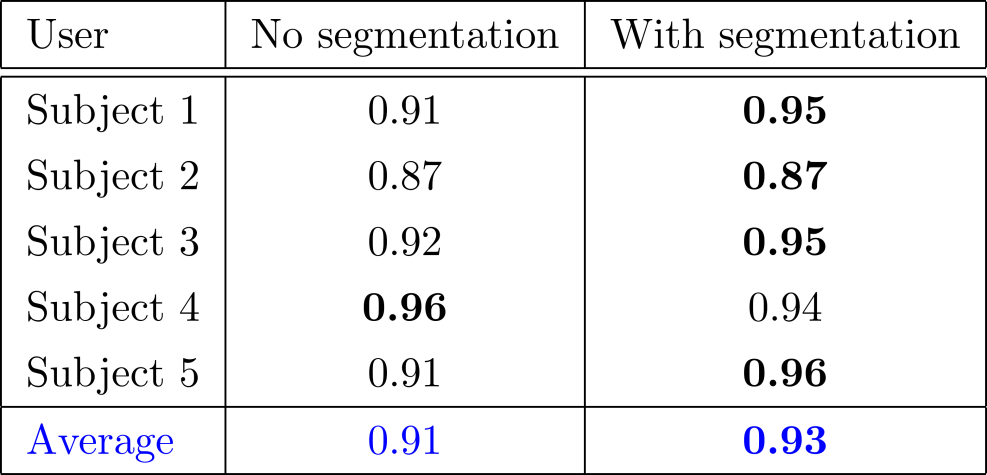 User No segmentation With segmentation
Subject 1 0.91 0.95
Subject 2 0.87 0.87
Subject 3 0.92 0.95
Subject 4 0.96 0.94
Subject 5 0.91 0.96
Average 0.91 0.93